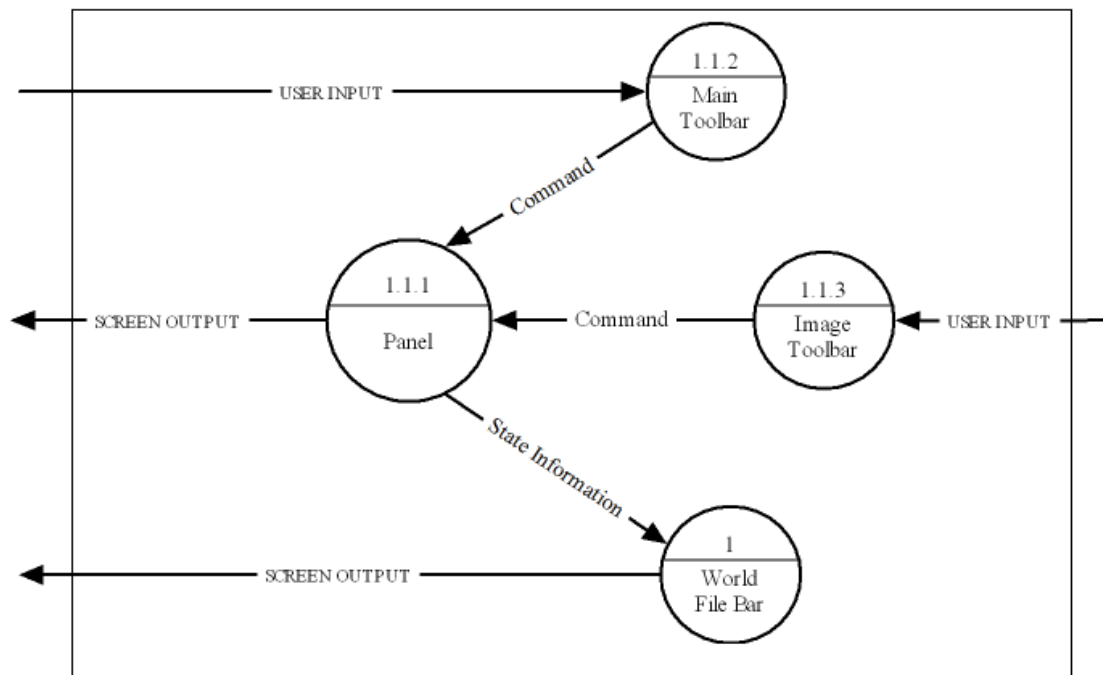 1.1.2
Main
Toolbar
USER INPUT
Command
1.1.1
Panel
SCREEN OUTPUT
Command
1.1.3
Image
Toolbar
USER INPUT
State Information
1
World
File Bar
SCREEN OUTPUT